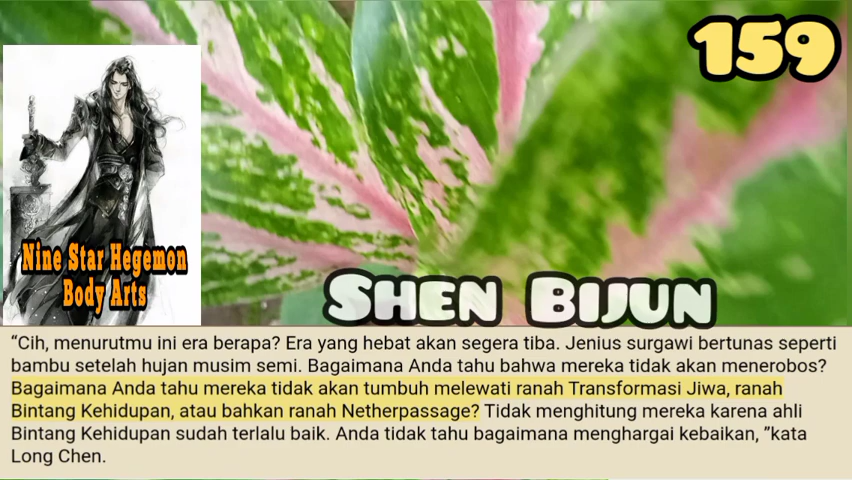 159
Nine Star Hegemon
Body Arts
Shen Bijun
“Cih, menurutmu ini era berapa? Era yang hebat akan segera tiba. Jenius surgawi bertunas seperti
bambu setelah hujan musim semi. Bagaimana Anda tahu bahwa mereka tidak akan menerobos?
Bagaimana Anda tahu mereka tidak akan tumbuh melewati ranah Transformasi Jiwa, ranah
Bintang Kehidupan, atau bahkan ranah Netherpassage? Tidak menghitung mereka karena ahli
Bintang Kehidupan sudah terlalu baik. Anda tidak tahu bagaimana menghargai kebaikan, ”kata
Long Chen.